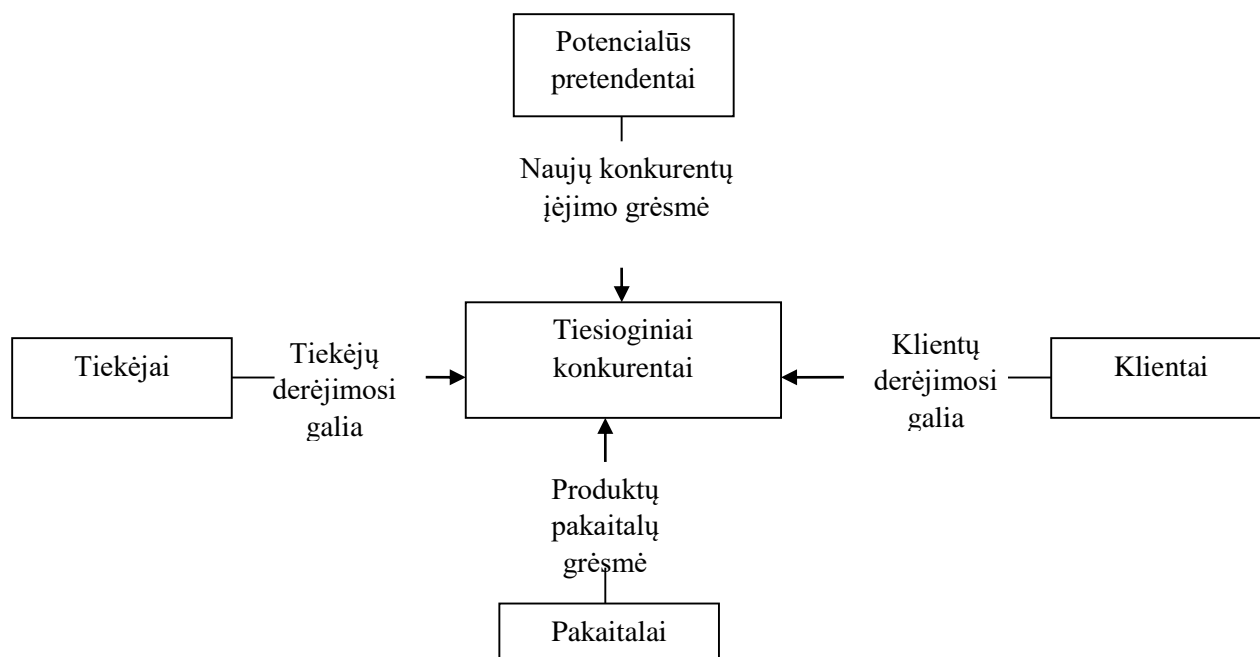 Potencialūs
pretendentai
Naujų konkurentų
įėjimo grėsmė
Tiekėjai
Tiekėjų
derėjimosi
galia
Tiesioginiai
konkurentai
Klientų
derėjimosi
galia
Klientai
Produktų
pakaitalų
grėsmė
Pakaitalai